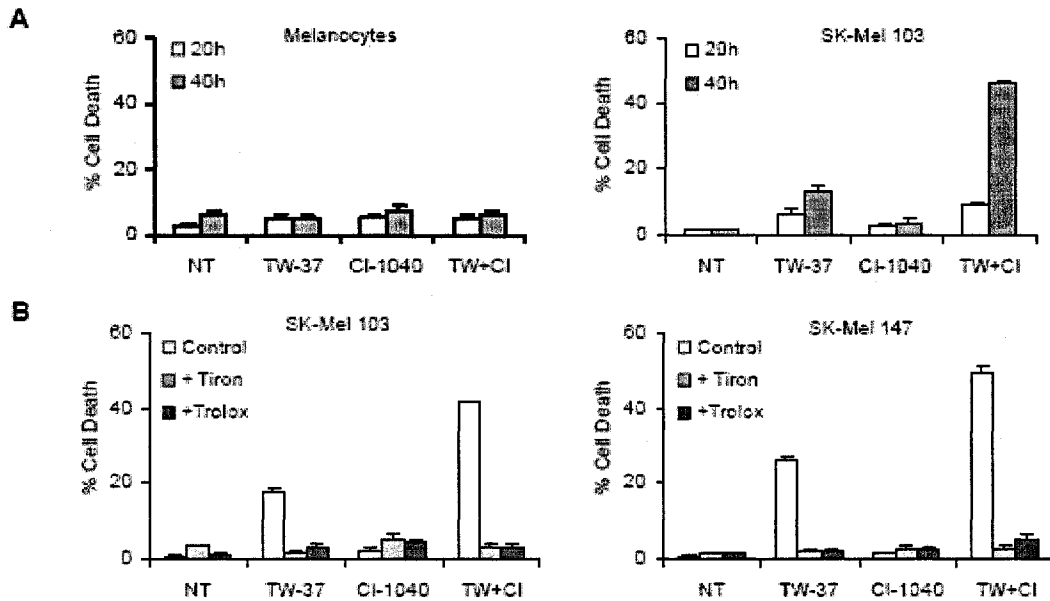 A
Melanocytes
60
40
20
0
% Cell Death
20h
40h
NT TW-37 CI-1040 TW+CI
SK-Mel 103
60
40
20
0
% Cell Death
20h
40h
NT TW-37 CI-1040 TW+CI
B
SK-Mel 103
60
40
20
0
% Cell Death
Control
+ Tiron
+Trolox
NT TW-37 CI-1040 TW+CI
SK-Mel 147
60
40
20
0
% Cell Death
Control
+ Tiron
+Trolox
NT TW-37 CI-1040 TW+CI